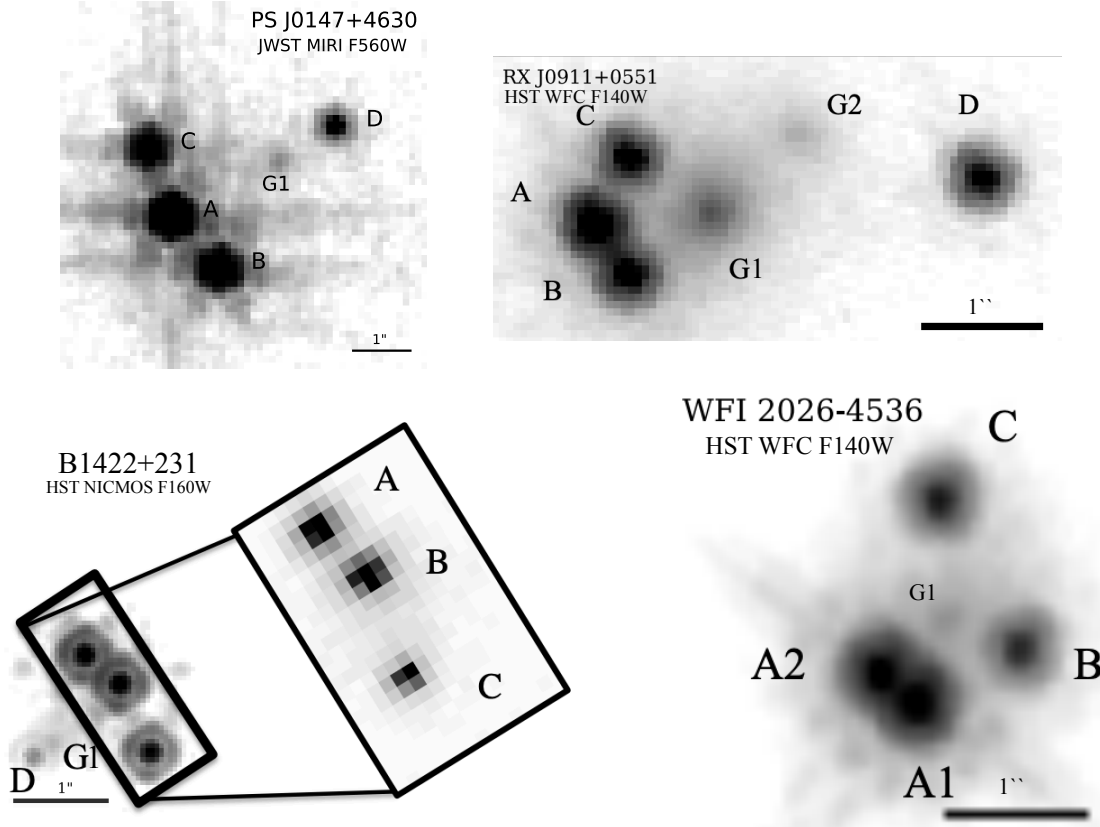 PS J0147+4630
JWST MIRI F560W
C
D
G1
A
B
1"
RX J0911+0551
HST WFC F140W
C
G2
D
A
G1
B
1``
B1422+231
HST NICMOS F160W
A
B
C
G1
D
1"
WFI 2026-4536
HST WFC F140W
C
G1
A2
B
A1
1``